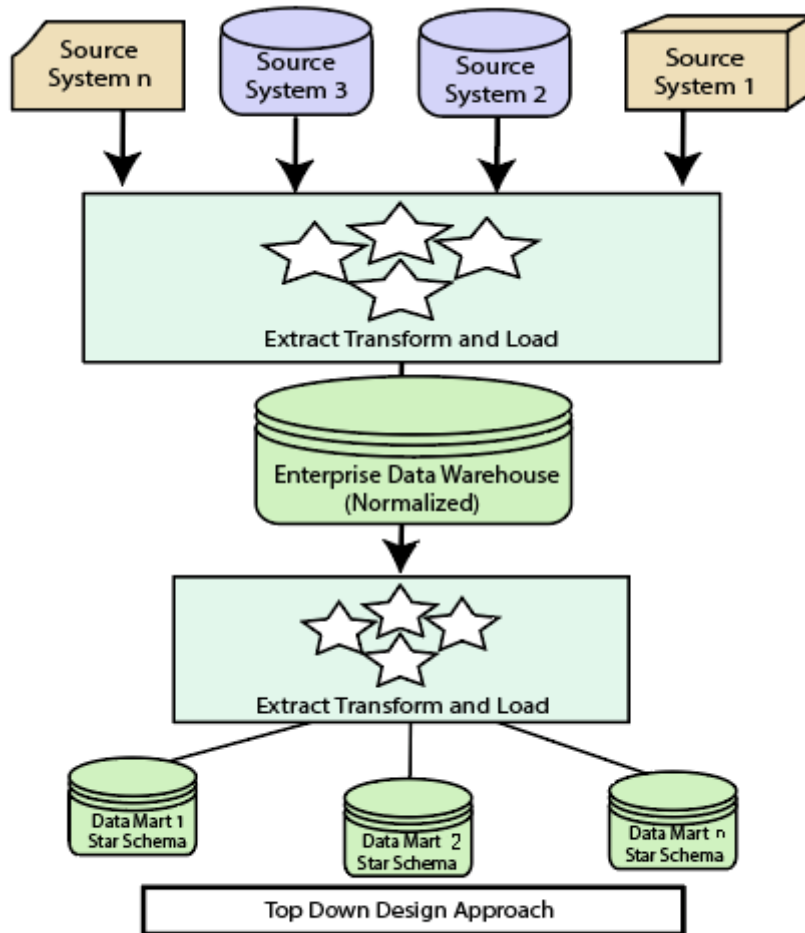 Source
System n
Source
System 3
Source
System 2
Source
System 1
Extract Transform and Load
Enterprise Data Warehouse
(Normalized)
Extract Transform and Load
Data Mart 1
Star Schema
Data Mart 2
Star Schema
Data Mart n
Star Schema
Top Down Design Approach